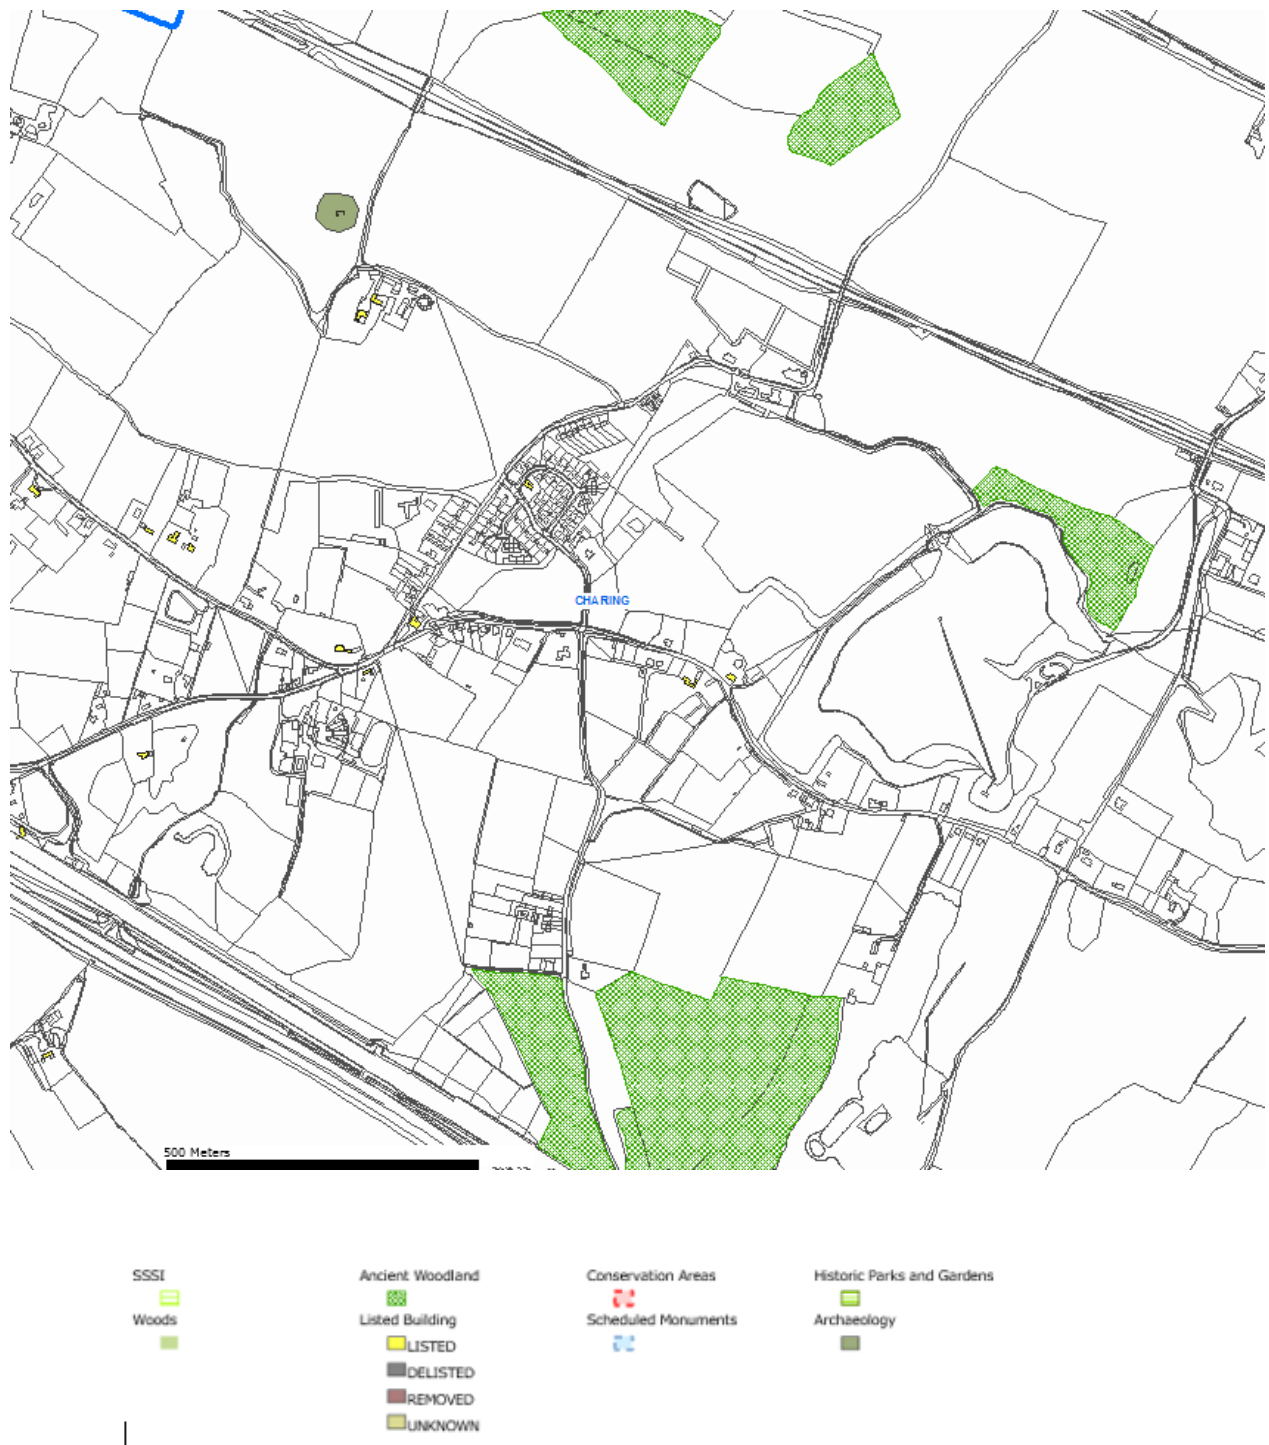 CHARING
500 Meters
SSSI
Ancient Woodland
Conservation Areas
Historic Parks and Gardens
Woods
Listed Building
Scheduled Monuments
Archaeology
LISTED
DELISTED
REMOVED
UNKNOWN